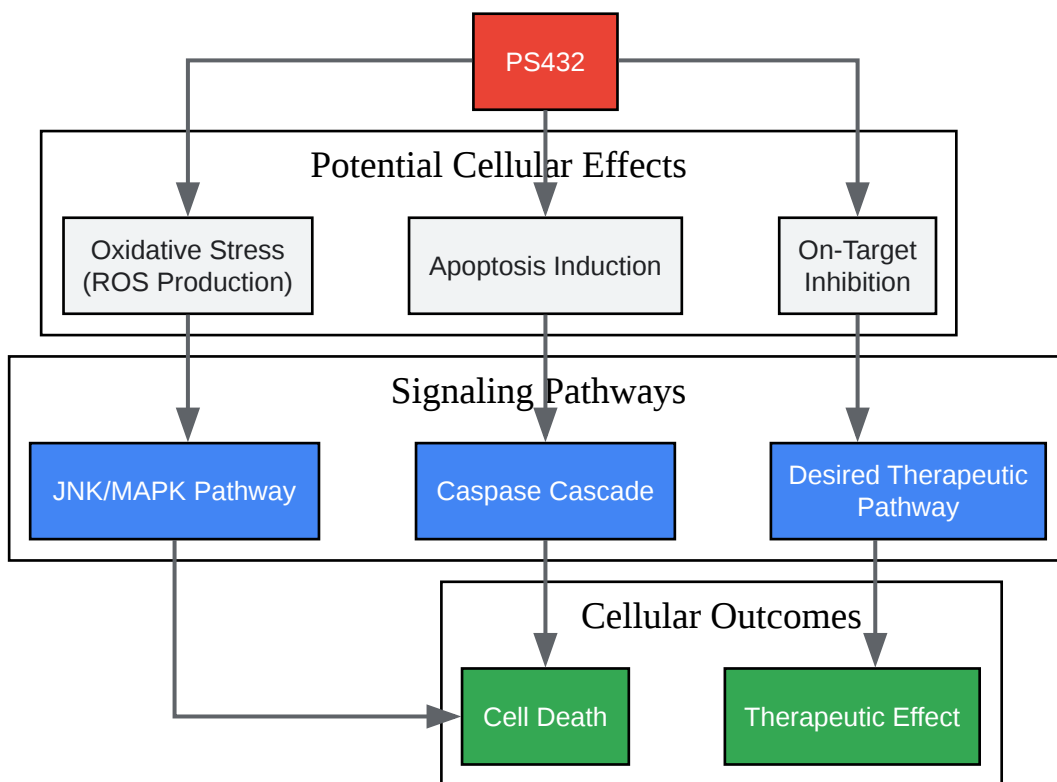 PS432
Potential Cellular Effects
Oxidative Stress
(ROS Production)
Apoptosis Induction
On-Target
Inhibition
Signaling Pathways
JNK/MAPK Pathway
Caspase Cascade
Desired Therapeutic
Pathway
Cellular Outcomes
Cell Death
Therapeutic Effect